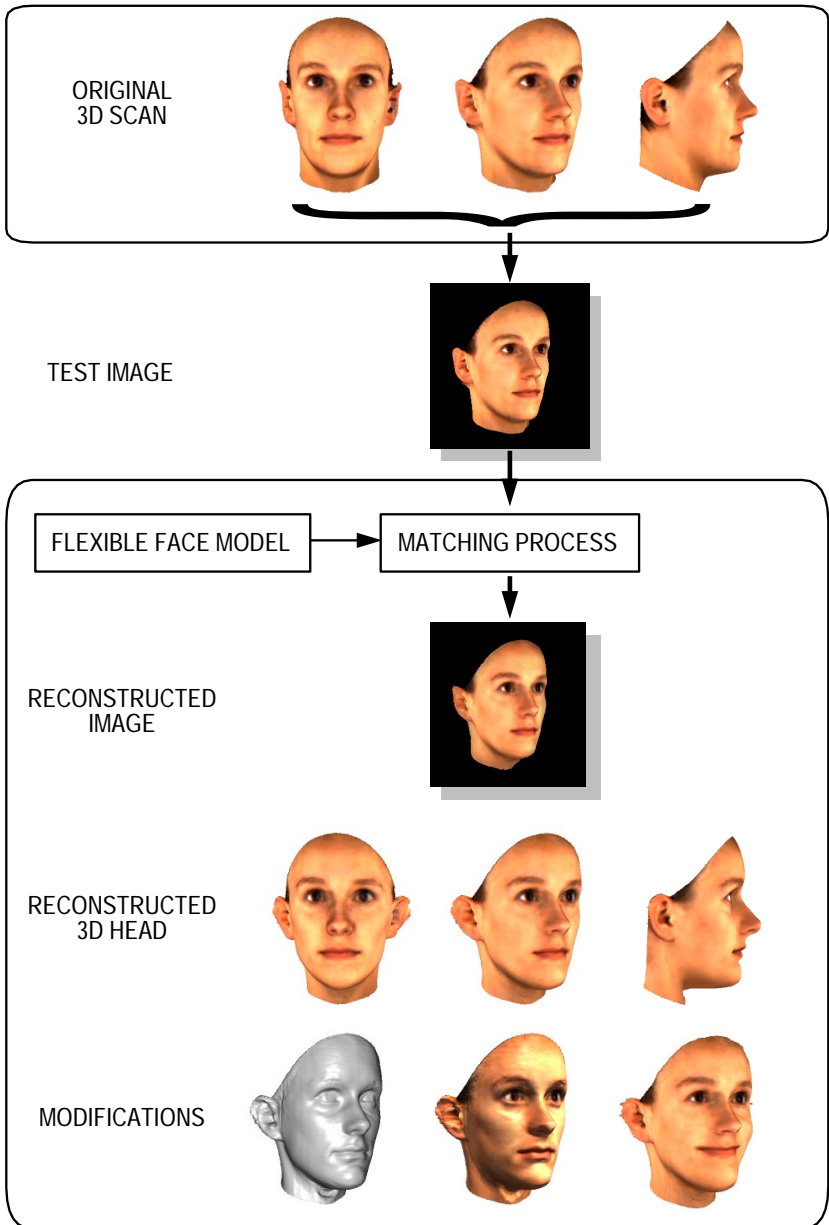 ORIGINAL
3D SCAN
TEST IMAGE
FLEXIBLE FACE MODEL
MATCHING PROCESS
RECONSTRUCTED
IMAGE
RECONSTRUCTED
3D HEAD
MODIFICATIONS